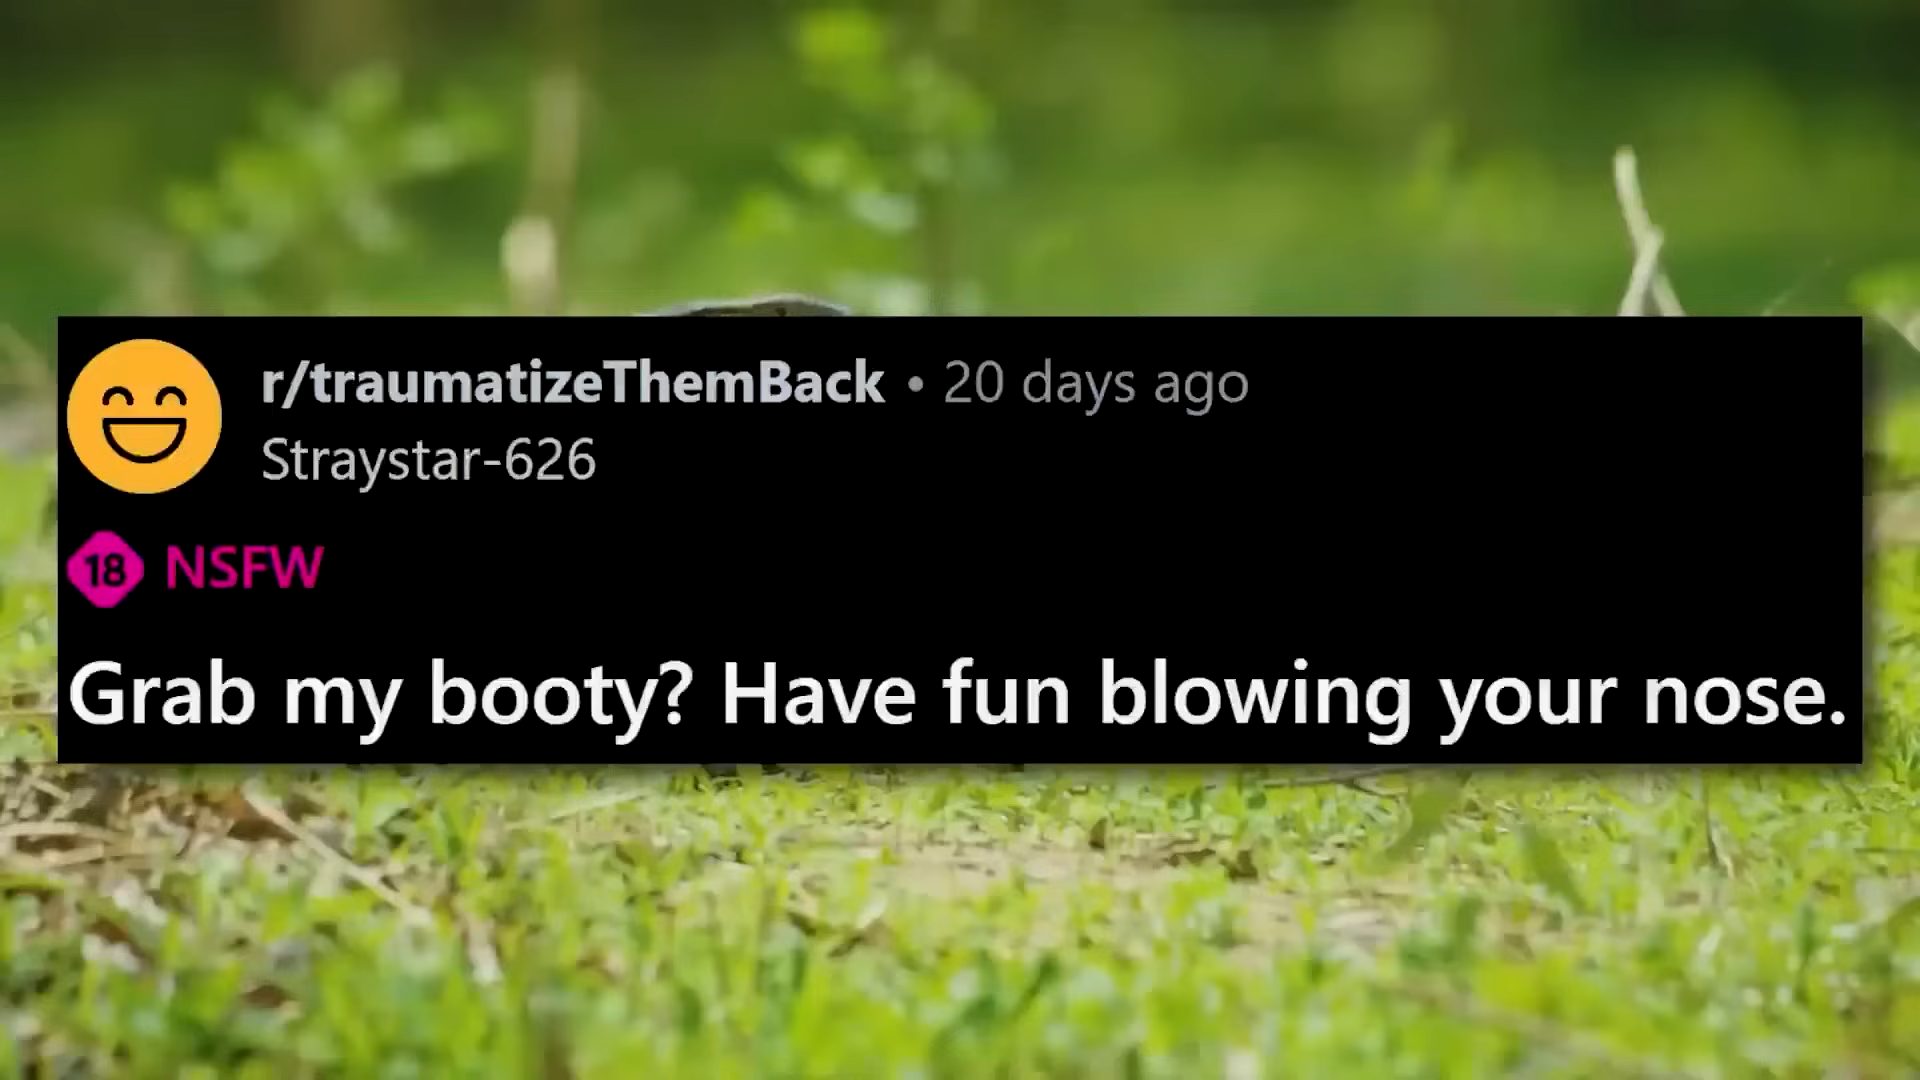 r/traumatizeThemBack • 20 days ago
Straystar-626
18 NSFW
Grab my booty? Have fun blowing your nose.